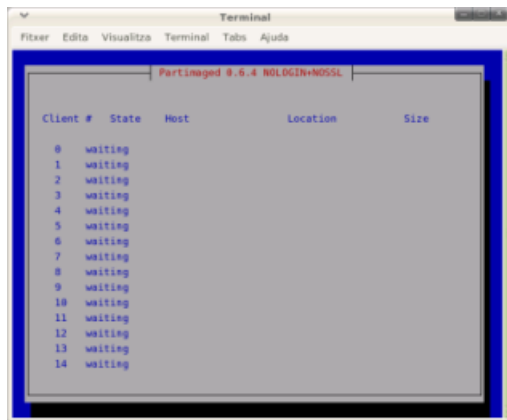 Terminal
Fitxer Edita Visualitza Terminal Tabs Ajuda
Partimaged 0.6.4 NOLOGIN+NOSSL
Client # State Host Location Size
0 waiting
1 waiting
2 waiting
3 waiting
4 waiting
5 waiting
6 waiting
7 waiting
8 waiting
9 waiting
10 waiting
11 waiting
12 waiting
13 waiting
14 waiting